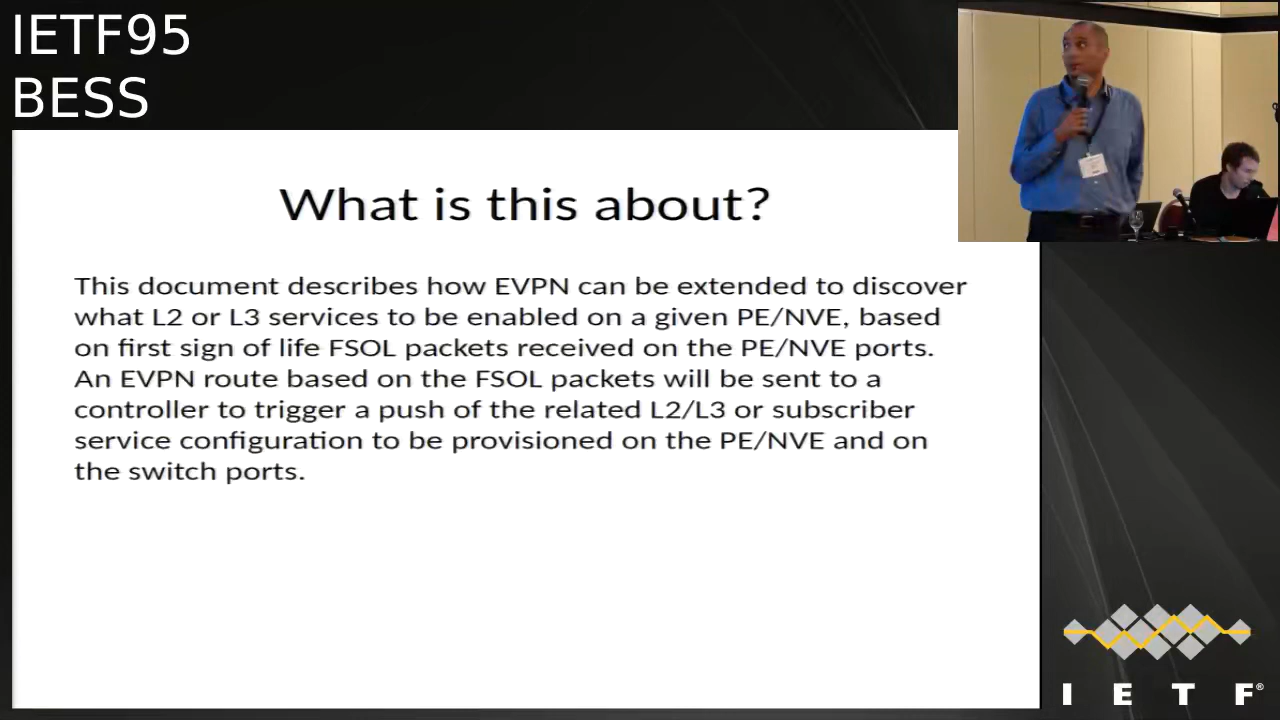 IETF95
BESS
What is this about?
This document describes how EVPN can be extended to discover
what L2 or L3 services to be enabled on a given PE/NVE, based
on first sign of life FSOL packets received on the PE/NVE ports.
An EVPN route based on the FSOL packets will be sent to a
controller to trigger a push of the related L2/L3 or subscriber
service configuration to be provisioned on the PE/NVE and on
the switch ports.
I E T F®